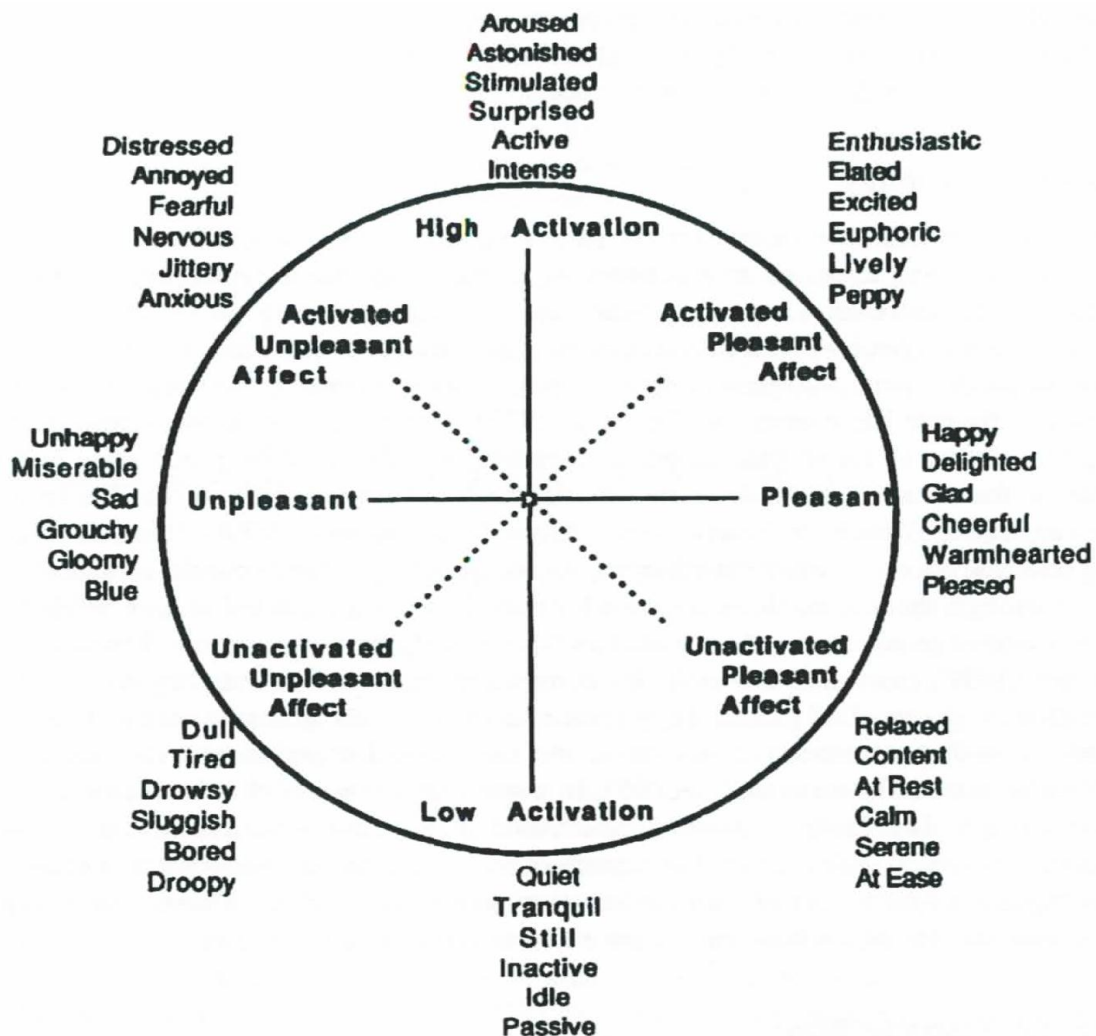 Aroused
Astonished
Stimulated
Surprised
Active
Intense
Distressed
Annoyed
Fearful
Nervous
Jittery
Anxious
Enthusiastic
Elated
Excited
Euphoric
Lively
Peppy
High Activation
Activated
Unpleasant
Affect
Activated
Pleasant
Affect
Unhappy
Miserable
Sad
Grouchy
Gloomy
Blue
Unpleasant
Pleasant
Happy
Delighted
Glad
Cheerful
Warmhearted
Pleased
Unactivated
Unpleasant
Affect
Unactivated
Pleasant
Affect
Dull
Tired
Drowsy
Sluggish
Bored
Droopy
Relaxed
Content
At Rest
Calm
Serene
At Ease
Low Activation
Quiet
Tranquil
Still
Inactive
Idle
Passive